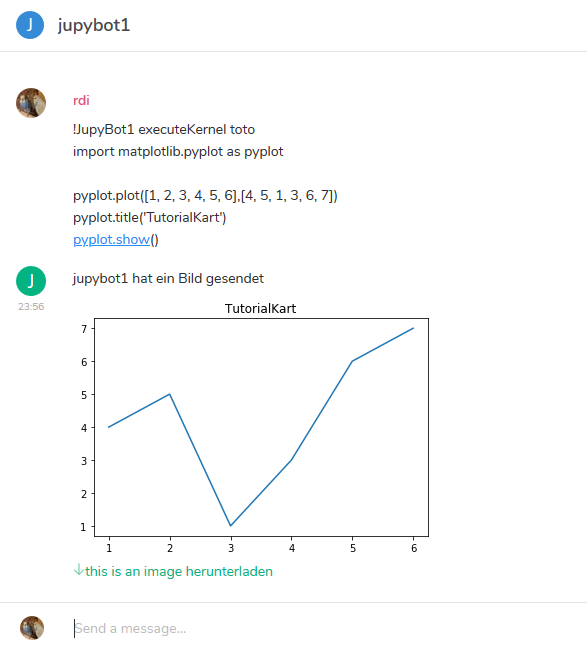 J jupybot1
rdi
!JupyBot1 executeKernel toto
import matplotlib.pyplot as pyplot
pyplot.plot([1, 2, 3, 4, 5, 6],[4, 5, 1, 3, 6, 7])
pyplot.title('TutorialKart')
pyplot.show()
J jupybot1 hat ein Bild gesendet
23:56
TutorialKart
7
6
5
4
3
2
1
1 2 3 4 5 6
↓this is an image herunterladen
Send a message...